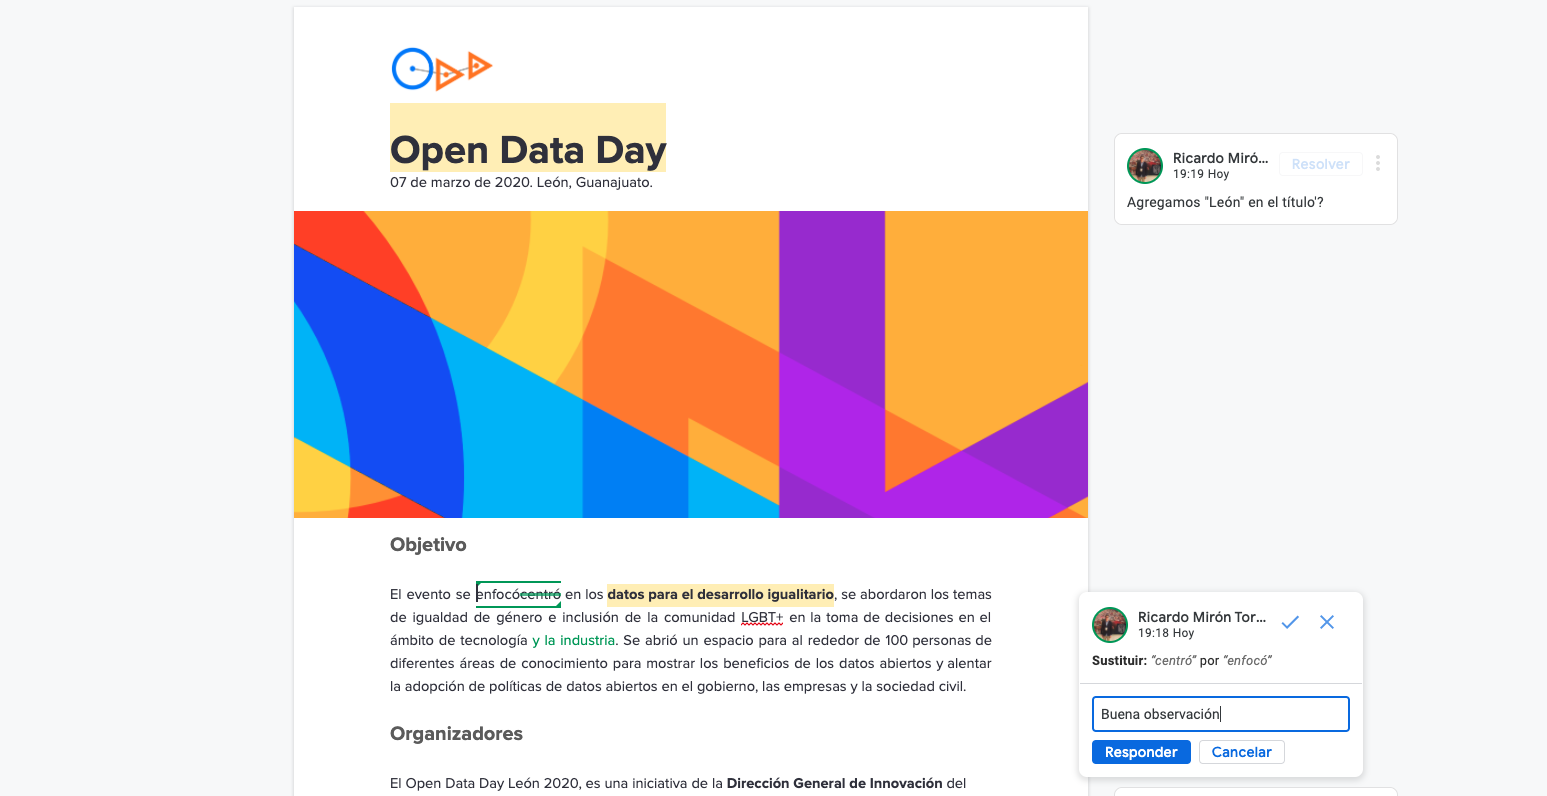 Open Data Day
07 de marzo de 2020. León, Guanajuato.
Ricardo Miró...
Resolver
19:19 Hoy
Agregamos "León" en el título'?
Objetivo
El evento se enfocócentró en los datos para el desarrollo igualitario, se abordaron los temas
de igualdad de género e inclusión de la comunidad LGBT+ en la toma de decisiones en el
ámbito de tecnología y la industria. Se abrió un espacio para al rededor de 100 personas de
diferentes áreas de conocimiento para mostrar los beneficios de los datos abiertos y alentar
la adopción de políticas de datos abiertos en el gobierno, las empresas y la sociedad civil.
Ricardo Mirón Tor...
19:18 Hoy
Sustituir: "centró" por "enfocó"
Buena observación
Responder
Cancelar
Organizadores
El Open Data Day León 2020, es una iniciativa de la Dirección General de Innovación del